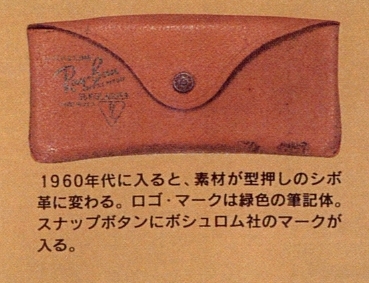 Ray-Ban
1960年代に入ると、素材が型押しのシボ
革に変わる。ロゴ・マークは緑色の筆記体。
スナップボタンにボシュロム社のマークが
入る。